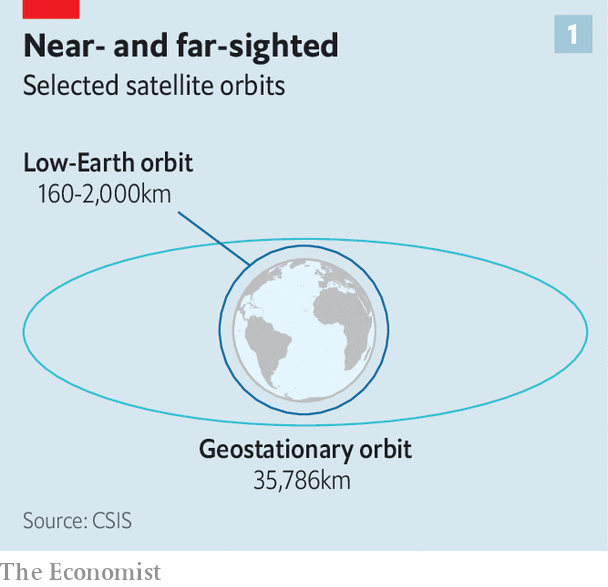 1
Near- and far-sighted
Selected satellite orbits
Low-Earth orbit
160-2,000km
Geostationary orbit
35,786km
Source: CSIS
The Economist